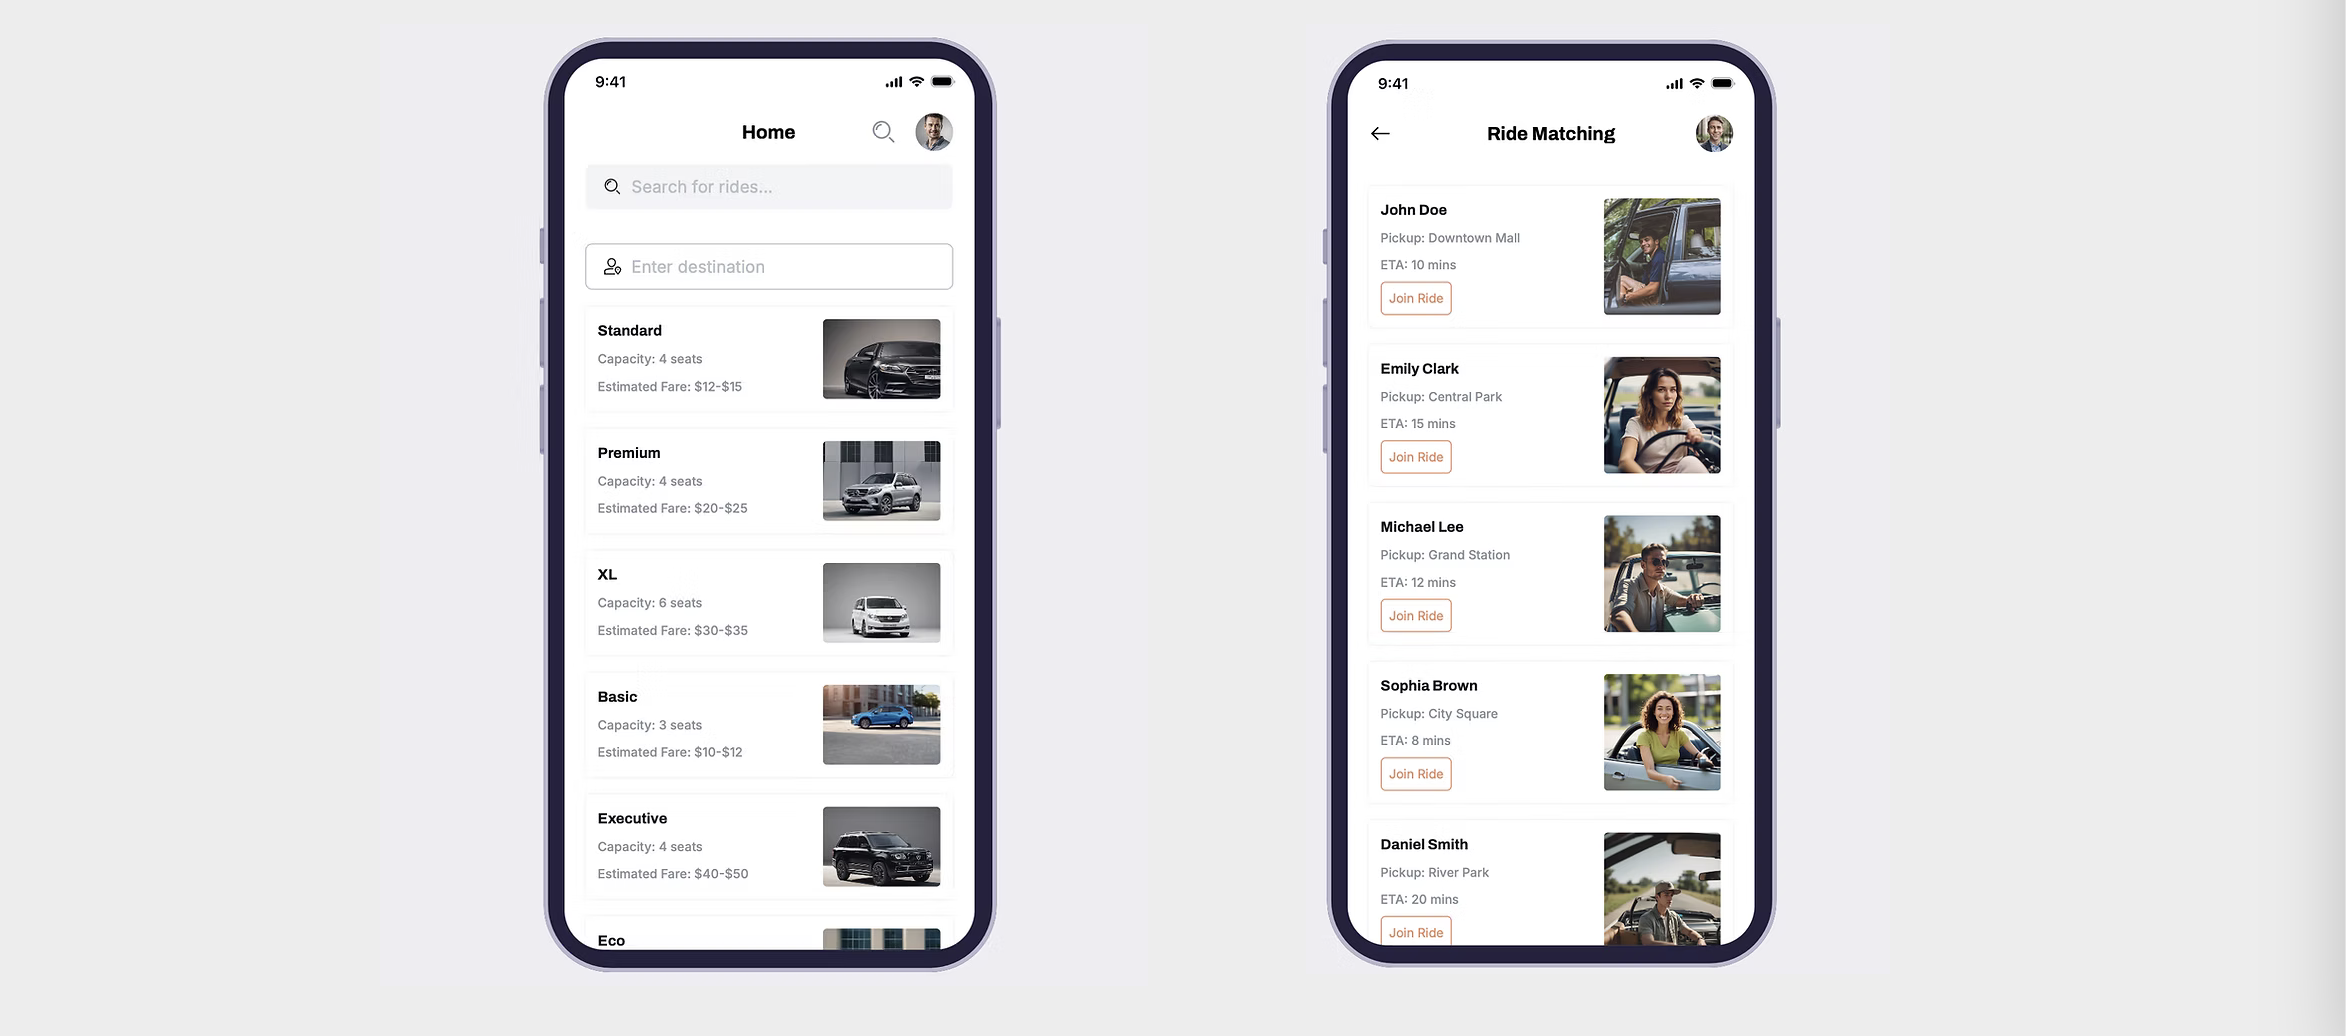 9:41
Home
Search for rides...
Enter destination
Standard
Capacity: 4 seats
Estimated Fare: $12-$15
Premium
Capacity: 4 seats
Estimated Fare: $20-$25
XL
Capacity: 6 seats
Estimated Fare: $30-$35
Basic
Capacity: 3 seats
Estimated Fare: $10-$12
Executive
Capacity: 4 seats
Estimated Fare: $40-$50
Eco
9:41
Ride Matching
John Doe
Pickup: Downtown Mall
ETA: 10 mins
Join Ride
Emily Clark
Pickup: Central Park
ETA: 15 mins
Join Ride
Michael Lee
Pickup: Grand Station
ETA: 12 mins
Join Ride
Sophia Brown
Pickup: City Square
ETA: 8 mins
Join Ride
Daniel Smith
Pickup: River Park
ETA: 20 mins
Join Ride